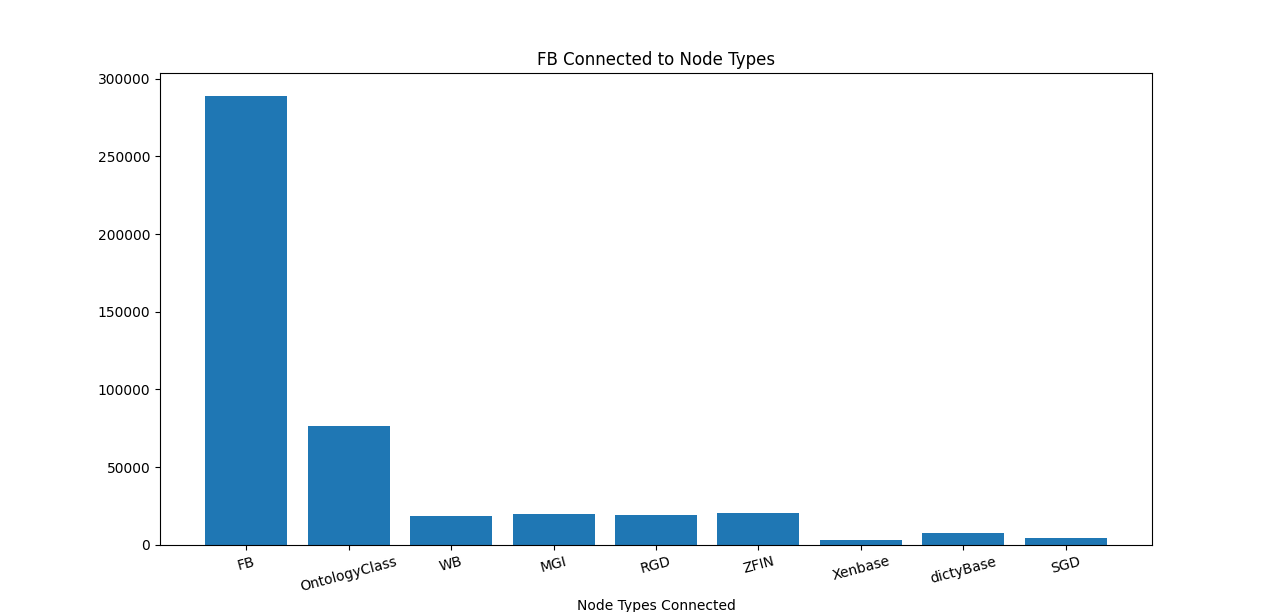 FB Connected to Node Types
300000
250000
200000
150000
100000
50000
0
FB
OntologyClass
WB
MGI
RGD
ZFIN
Xenbase
dictyBase
SGD
Node Types Connected